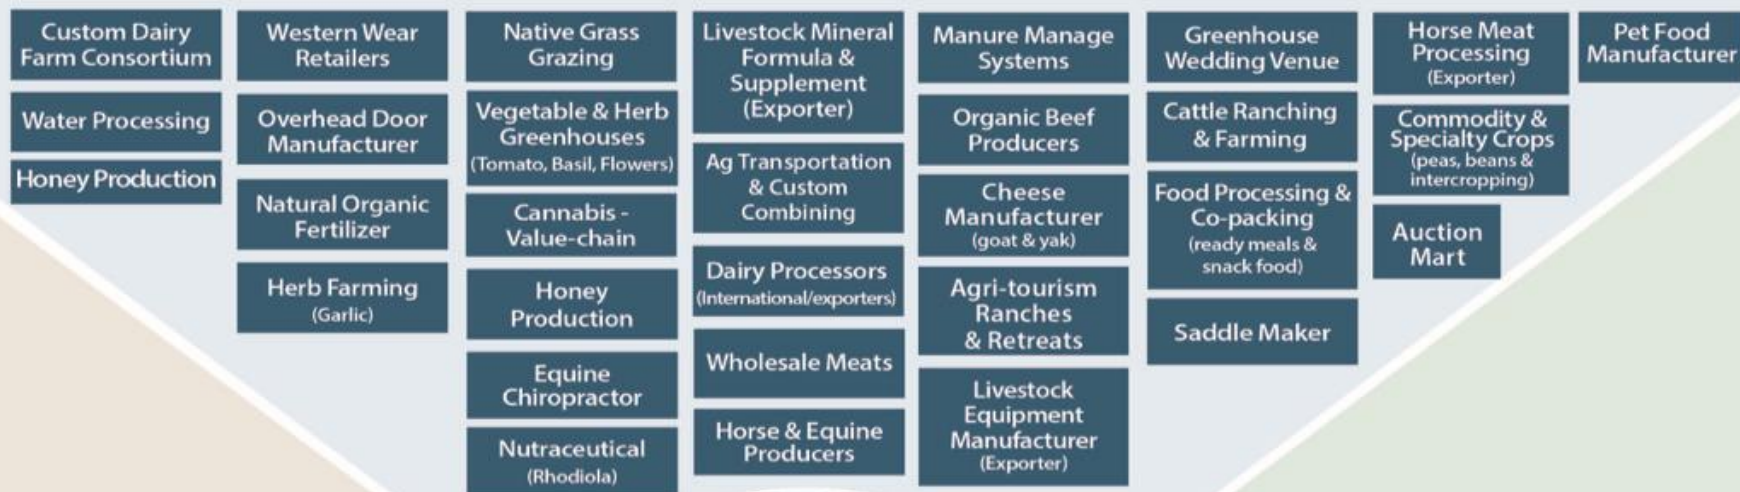 Custom Dairy
Farm Consortium
Water Processing
Honey Production
Western Wear
Retailers
Overhead Door
Manufacturer
Natural Organic
Fertilizer
Herb Farming
(Garlic)
Native Grass
Grazing
Vegetable & Herb
Greenhouses
(Tomato, Basil, Flowers)
Cannabis -
Value-chain
Honey
Production
Equine
Chiropractor
Nutraceutical
(Rhodiola)
Livestock Mineral
Formula &
Supplement
(Exporter)
Ag Transportation
& Custom
Combining
Dairy Processors
(International/exporters)
Wholesale Meats
Horse & Equine
Producers
Manure Manage
Systems
Organic Beef
Producers
Cheese
Manufacturer
(goat & yak)
Agri-tourism
Ranches
& Retreats
Livestock
Equipment
Manufacturer
(Exporter)
Greenhouse
Wedding Venue
Cattle Ranching
& Farming
Food Processing &
Co-packing
(ready meals &
snack food)
Saddle Maker
Horse Meat
Processing
(Exporter)
Commodity &
Specialty Crops
(peas, beans &
intercropping)
Auction
Mart
Pet Food
Manufacturer